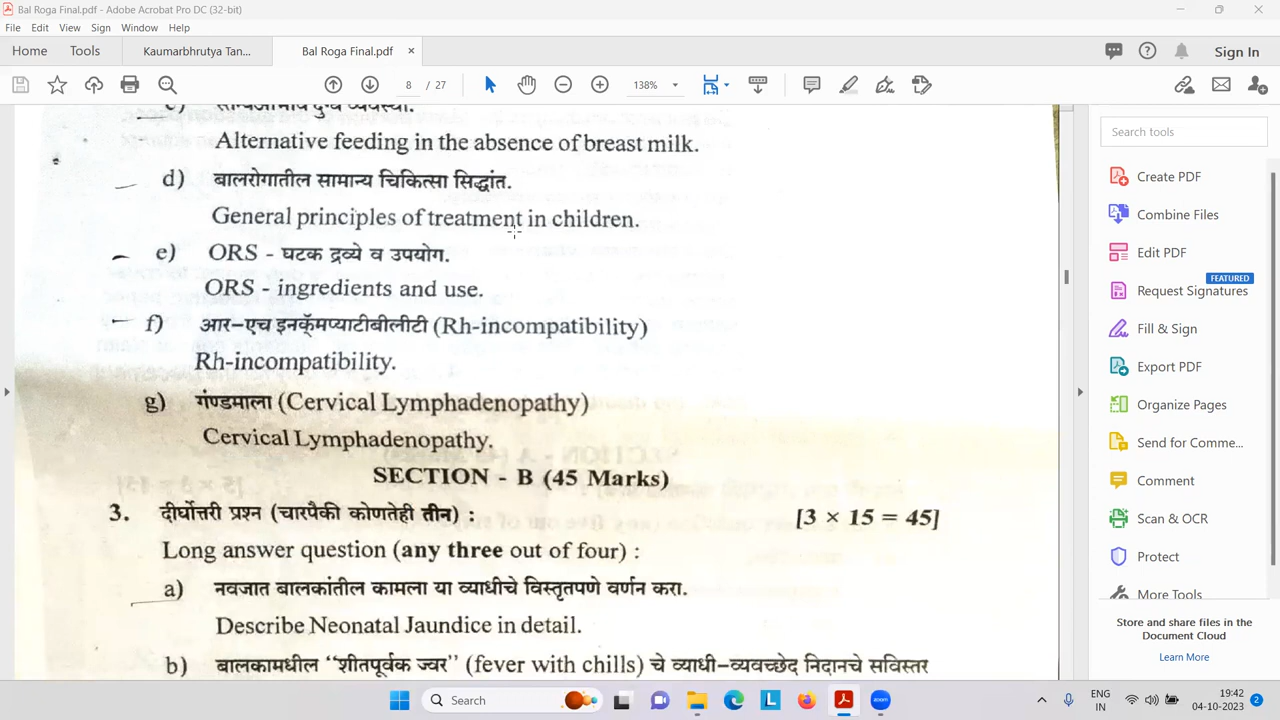 Bal Roga Final.pdf - Adobe Acrobat Pro DC (32-bit)
File Edit View Sign Window Help
Home Tools Kaumarbhrutya Tan... Bal Roga Final.pdf × Sign In
8 / 27 138%
दुग्ध व्यवस्था.
Alternative feeding in the absence of breast milk.
d) बालरोगातील सामान्य चिकित्सा सिद्धांत.
General principles of treatment in children.
e) ORS - घटक द्रव्ये व उपयोग.
ORS - ingredients and use.
f) आर-एच इनकॅमप्याटीबीलीटी (Rh-incompatibility)
Rh-incompatibility.
g) गंण्डमाला (Cervical Lymphadenopathy)
Cervical Lymphadenopathy.
SECTION - B (45 Marks)
3. दीर्घोत्तरी प्रश्न (चारपैकी कोणतेही तीन) : [3 × 15 = 45]
Long answer question (any three out of four) :
a) नवजात बालकांतील कामला या व्याधीचे विस्तृतपणे वर्णन करा.
Describe Neonatal Jaundice in detail.
b) बालकामधील “शीतपूर्वक ज्वर” (fever with chills) चे व्याधी-व्यवच्छेद निदानचे सविस्तर
Search tools
Create PDF
Combine Files
Edit PDF
FEATURED
Request Signatures
Fill & Sign
Export PDF
Organize Pages
Send for Comme...
Comment
Scan & OCR
Protect
More Tools
Store and share files in the
Document Cloud
Learn More
Search
ENG
IN
19:42
04-10-2023
2